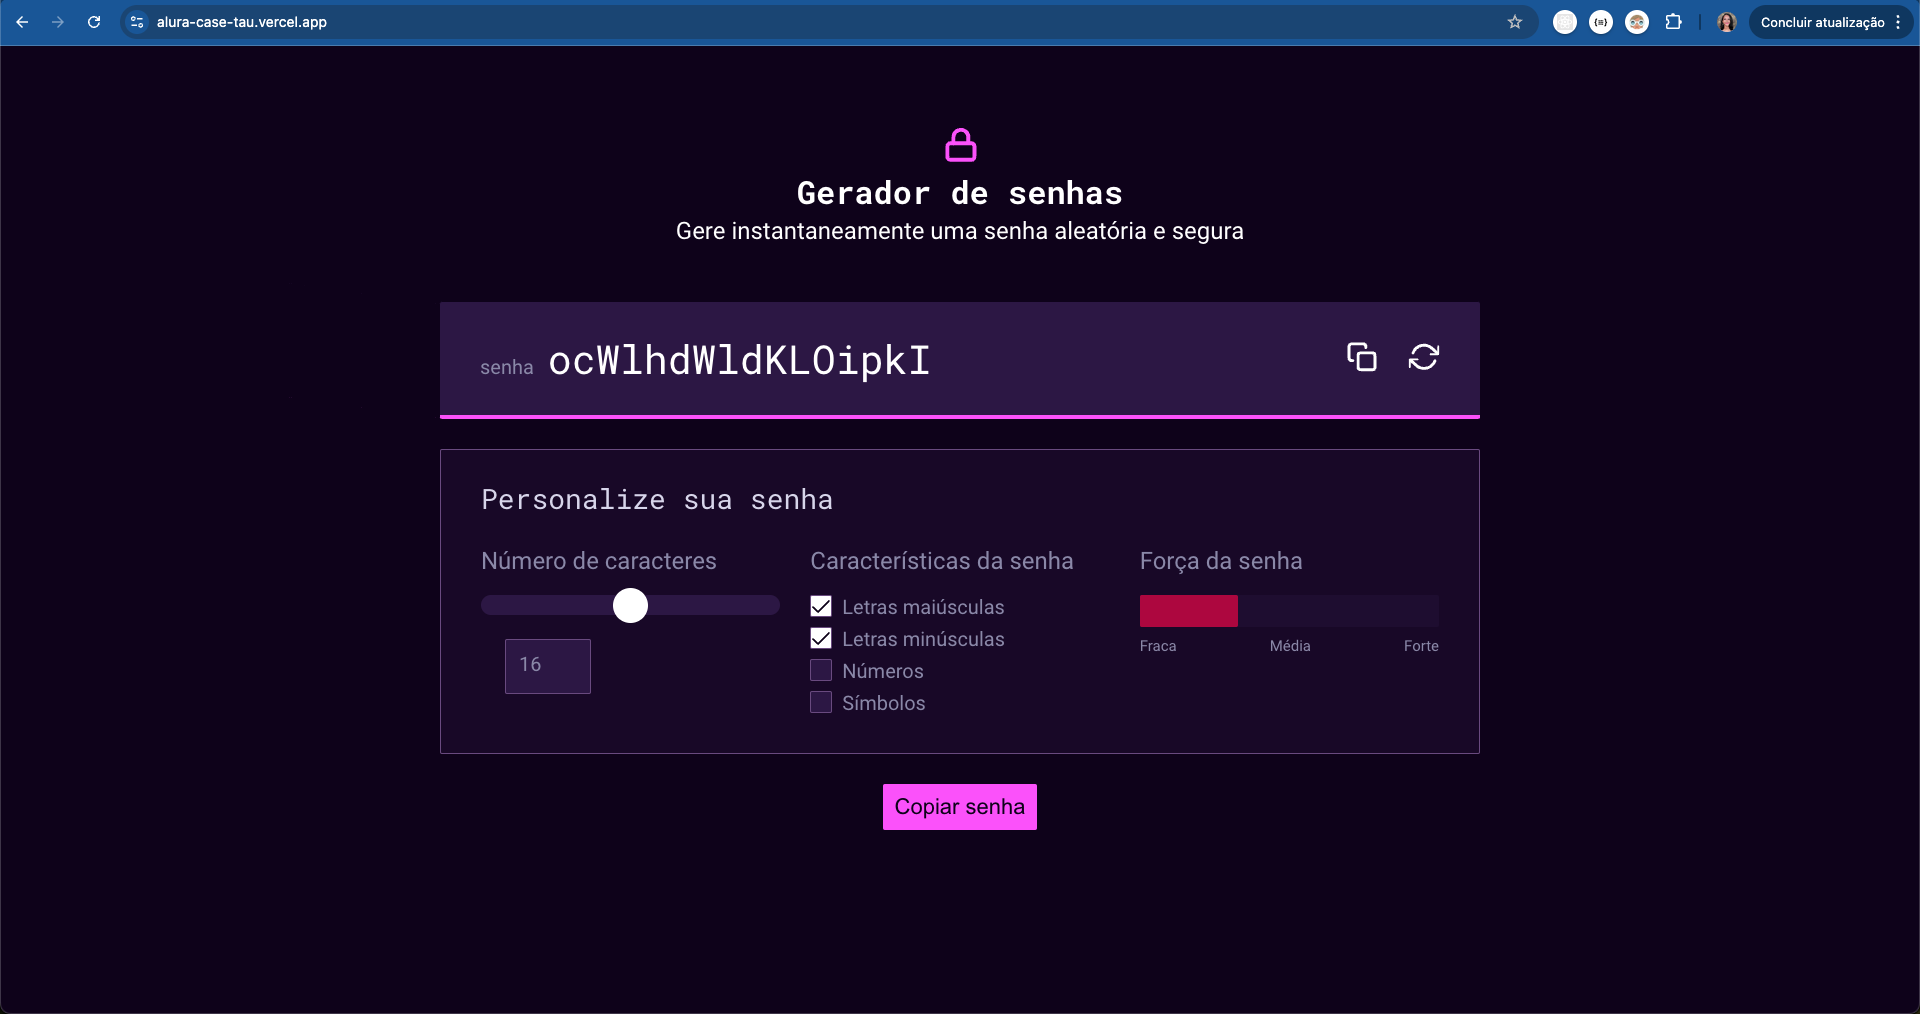 alura-case-tau.vercel.app
Concluir atualização
Gerador de senhas
Gere instantaneamente uma senha aleatória e segura
senha ocWlhdWldKLOipkI
Personalize sua senha
Número de caracteres
16
Características da senha
Letras maiúsculas
Letras minúsculas
Números
Símbolos
Força da senha
Fraca Média Forte
Copiar senha